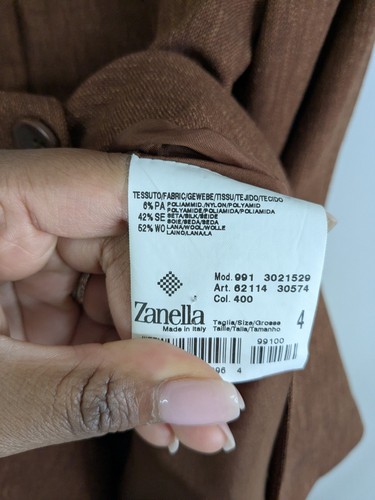 TESSUTO/FABRIC/GEWEBE/TISSU/TEJIDO/TECIDO
6% PA POLIAMMID./NYLON/POLYAMID
POLYAMIDE/POLIAMIDA/POLIAMIDA
42% SE SETA/SILK/SEIDE
SOIE/SEDA/SEDA
52% WO LANA/WOOL/WOLLE
LAINE/LANA/LA
Mod. 991 3021529
Art. 62114 30574
Col. 400
Zanella
Made in Italy
Taglia/Size/Grosse
Taille/Talla/Tamanho
4
99100
96 4